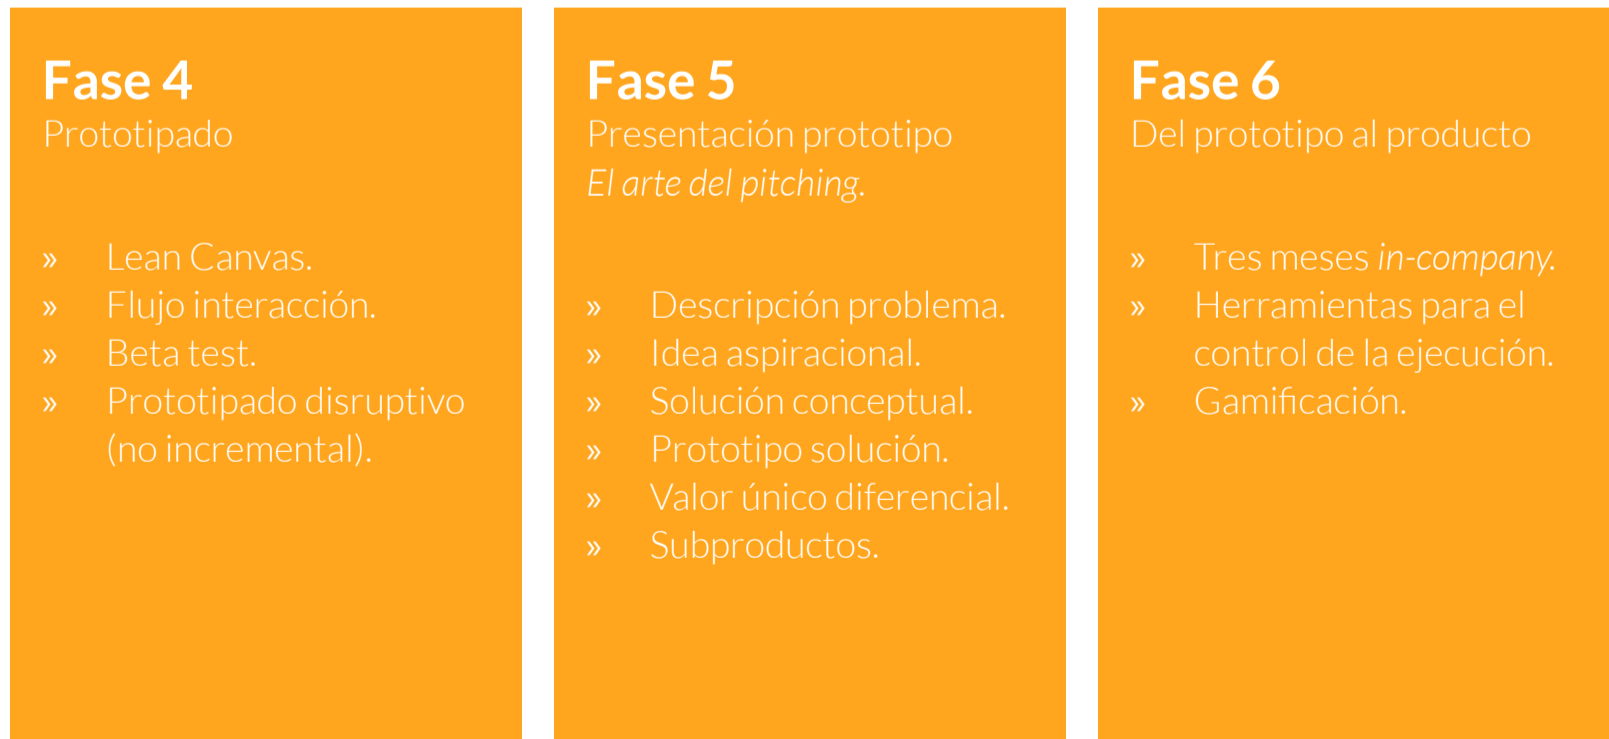 Fase 4
Prototipado
» Lean Canvas.
» Flujo interacción.
» Beta test.
» Prototipado disruptivo
(no incremental).
Fase 5
Presentación prototipo
El arte del pitching.
» Descripción problema.
» Idea aspiracional.
» Solución conceptual.
» Prototipo solución.
» Valor único diferencial.
» Subproductos.
Fase 6
Del prototipo al producto
» Tres meses in-company.
» Herramientas para el
control de la ejecución.
» Gamificación.